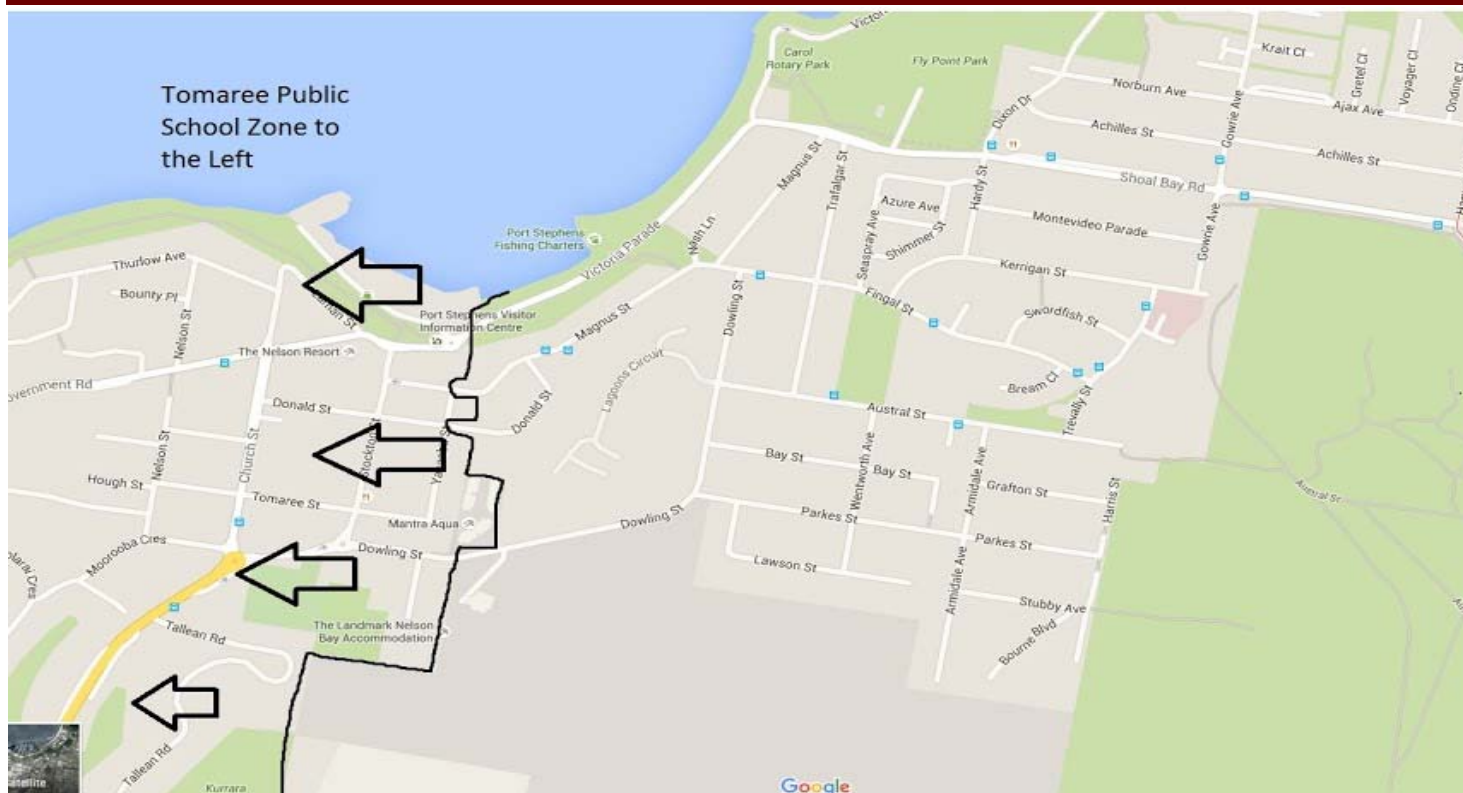 Tomaree Public
School Zone to
the Left
Victoria
Carol
Rotary Park
Fly Point Park
Krait Cl
Gretel Cl
Voyager Cl
Ondine Cl
Norburn Ave
Ajax Ave
Dixon Dr
Gowrie Ave
Achilles St
Achilles St
Shoal Bay Rd
Magnus St
Trafalgar St
Hardy St
Azure Ave
Seaspray Ave
Shimmer St
Montevideo Parade
Gowrie Ave
Kerrigan St
Port Stephens
Fishing Charters
Victoria Parade
Nash Ln
Thurlow Ave
Bounty Pl
Nelson St
Port Stephens Visitor
Information Centre
Magnus St
Dowling St
Fingal St
Swordfish St
The Nelson Resort
Lagoons Circuit
Bream Cl
Trevally St
Donald St
Donald St
Austral St
Church St
Stockton St
Nelson St
Bay St
Bay St
Wentworth Ave
Armidale Ave
Grafton St
Harris St
Austral St
Hough St
Tomaree St
Mantra Aqua
Dowling St
Dowling St
Parkes St
Parkes St
Moorooba Cres
Lawson St
Armidale Ave
Stubby Ave
Bourne Blvd
Tallean Rd
The Landmark Nelson
Bay Accommodation
Tallean Rd
Kurrara
Google